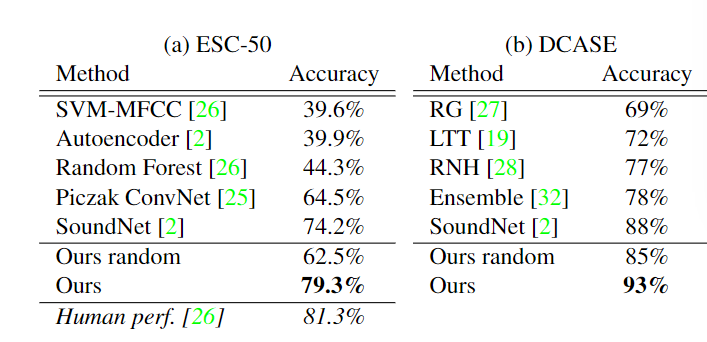 (a) ESC-50
Method Accuracy
SVM-MFCC [26] 39.6%
Autoencoder [2] 39.9%
Random Forest [26] 44.3%
Piczak ConvNet [25] 64.5%
SoundNet [2] 74.2%
Ours random 62.5%
Ours 79.3%
Human perf. [26] 81.3%
(b) DCASE
Method Accuracy
RG [27] 69%
LTT [19] 72%
RNH [28] 77%
Ensemble [32] 78%
SoundNet [2] 88%
Ours random 85%
Ours 93%